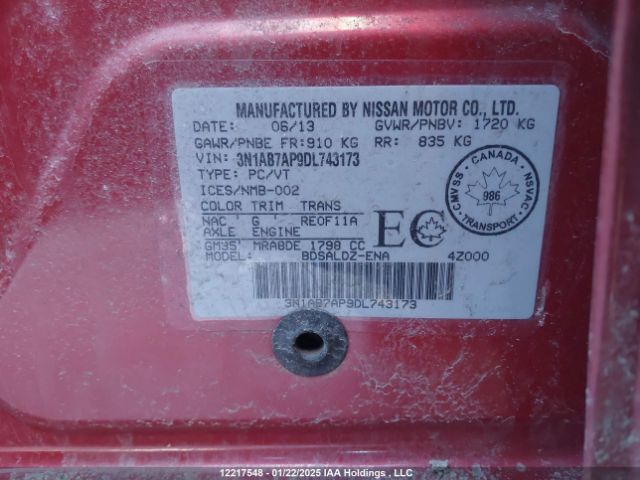 MANUFACTURED BY NISSAN MOTOR CO., LTD.
DATE: 06/13 GVWR/PNBV: 1720 KG
GAWR/PNBE FR:910 KG RR: 835 KG
VIN: 3N1AB7AP9DL743173
TYPE: PC/VT
ICES/NMB-002
COLOR TRIM TRANS
NAC G REOF11A
AXLE ENGINE
GM35 MRA8DE 1798 CC
MODEL: BDSALDZ-ENA 4Z000
EC
CMVSS - CANADA - NSVAC
986
TRANSPORT
3N1AB7AP9DL743173
12217548 - 01/22/2025 IAA Holdings , LLC